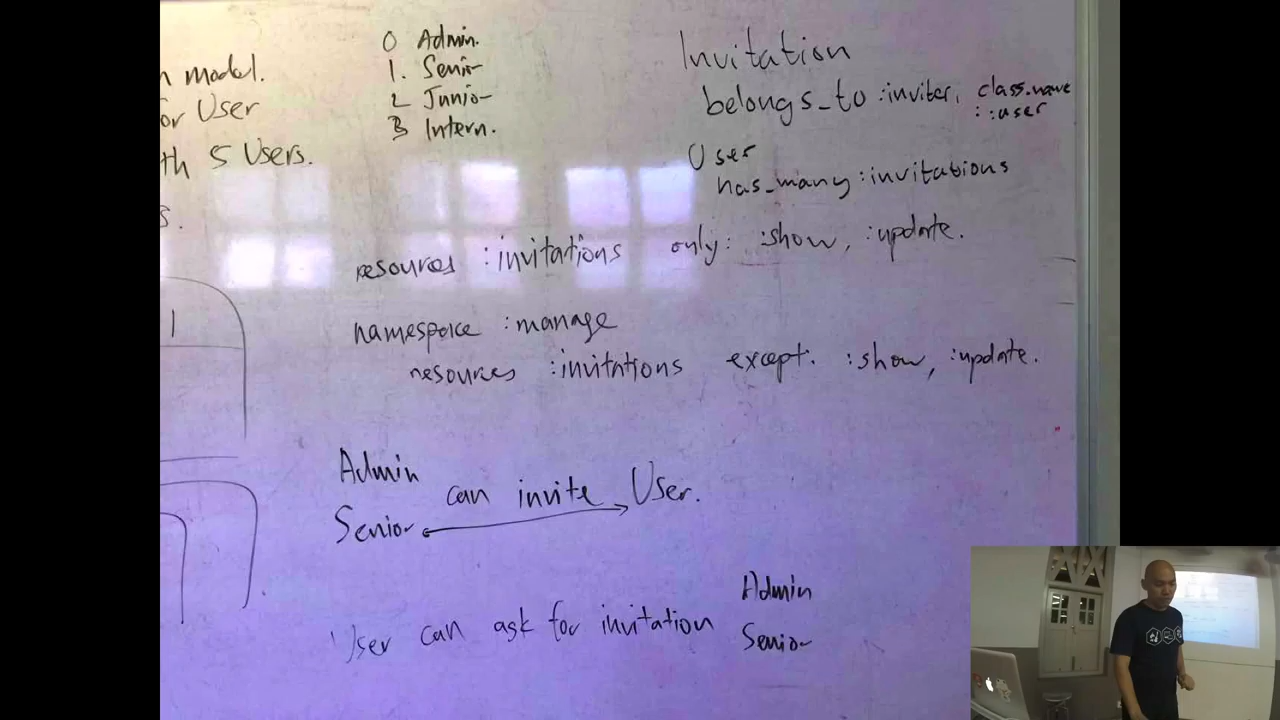 n model.
or User
th 5 Users.
s.
0 Admin.
1. Senior
2 Junior
3 Intern.
Invitation
belongs_to :inviter, class_name
: :user
User
has_many :invitations
resources :invitations only: :show, :update.
namespace :manage
resources :invitations except: :show, :update.
Admin
Senior
can invite User.
User can ask for invitation
Admin
Senior